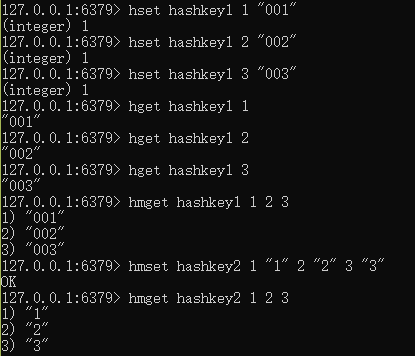 127.0.0.1:6379> hset hashkey1 1 "001"
(integer) 1
127.0.0.1:6379> hset hashkey1 2 "002"
(integer) 1
127.0.0.1:6379> hset hashkey1 3 "003"
(integer) 1
127.0.0.1:6379> hget hashkey1 1
"001"
127.0.0.1:6379> hget hashkey1 2
"002"
127.0.0.1:6379> hget hashkey1 3
"003"
127.0.0.1:6379> hmget hashkey1 1 2 3
1) "001"
2) "002"
3) "003"
127.0.0.1:6379> hmset hashkey2 1 "1" 2 "2" 3 "3"
OK
127.0.0.1:6379> hmget hashkey2 1 2 3
1) "1"
2) "2"
3) "3"